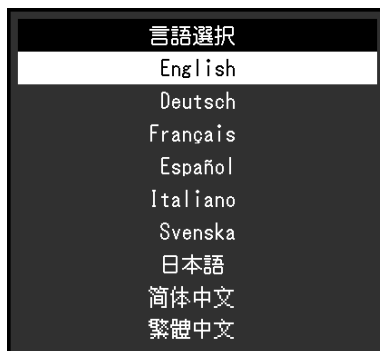 言語選択
English
Deutsch
Français
Español
Italiano
Svenska
日本語
简体中文
繁體中文